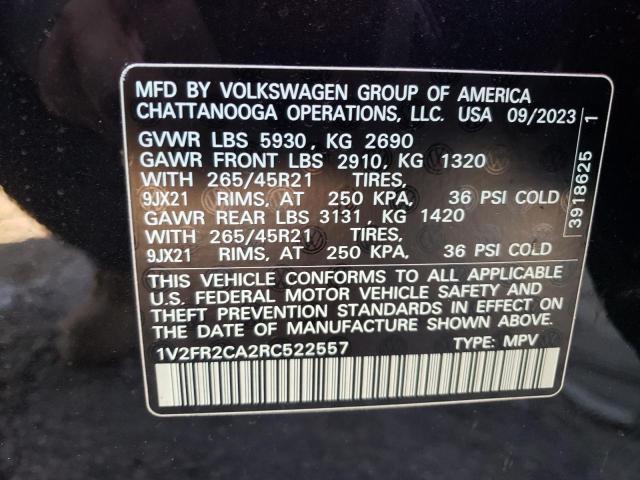 MFD BY VOLKSWAGEN GROUP OF AMERICA
CHATTANOOGA OPERATIONS, LLC. USA 09/2023
GVWR LBS 5930, KG 2690
GAWR FRONT LBS 2910, KG 1320
WITH 265/45R21 TIRES,
9JX21 RIMS, AT 250 KPA, 36 PSI COLD
GAWR REAR LBS 3131, KG 1420
WITH 265/45R21 TIRES,
9JX21 RIMS, AT 250 KPA, 36 PSI COLD
THIS VEHICLE CONFORMS TO ALL APPLICABLE
U.S. FEDERAL MOTOR VEHICLE SAFETY AND
THEFT PREVENTION STANDARDS IN EFFECT ON
THE DATE OF MANUFACTURE SHOWN ABOVE.
1V2FR2CA2RC522557 TYPE: MPV
3918625 1